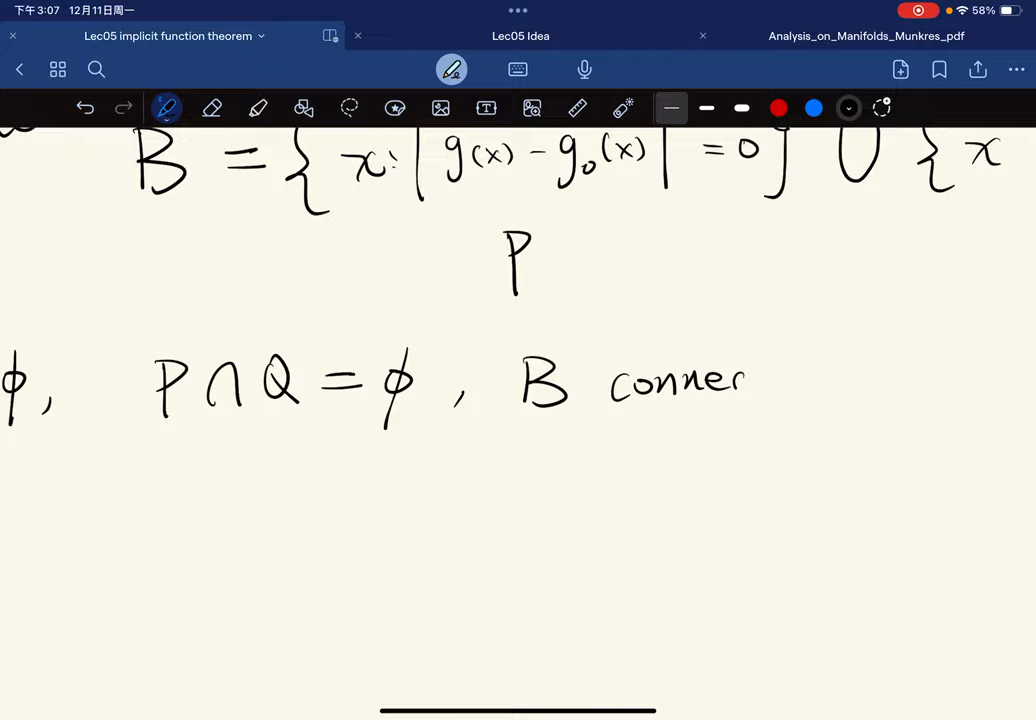 下午3:07 12月11日周一
58%
Lec05 implicit function theorem
Lec05 Idea
Analysis_on_Manifolds_Munkres_pdf
B = { x: | g(x) - g₀(x) | = 0 } ∪ { x
P
ϕ, P ∩ Q = ϕ, B conner